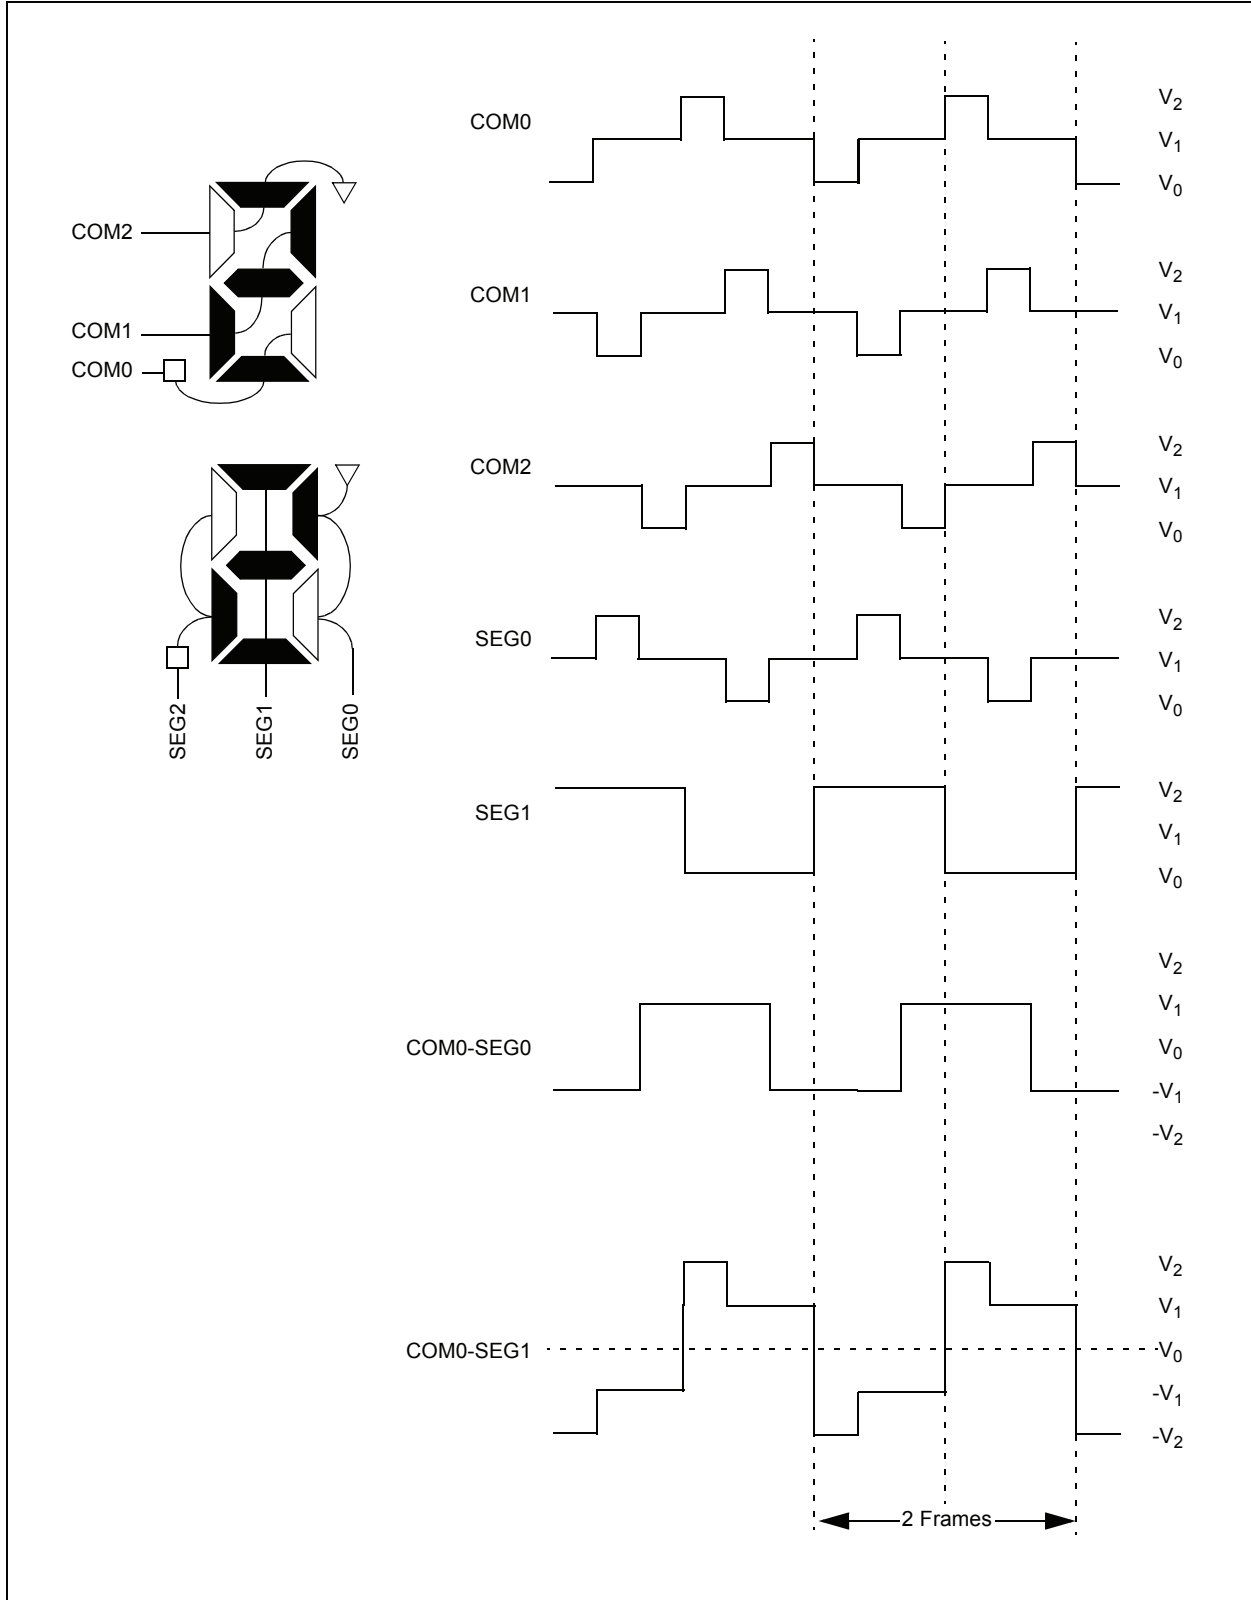 COM2
COM1
COM0
SEG2
SEG1
SEG0
COM0
V2
V1
V0
COM1
V2
V1
V0
COM2
V2
V1
V0
SEG0
V2
V1
V0
SEG1
V2
V1
V0
COM0-SEG0
V2
V1
V0
-V1
-V2
COM0-SEG1
V2
V1
V0
-V1
-V2
2 Frames